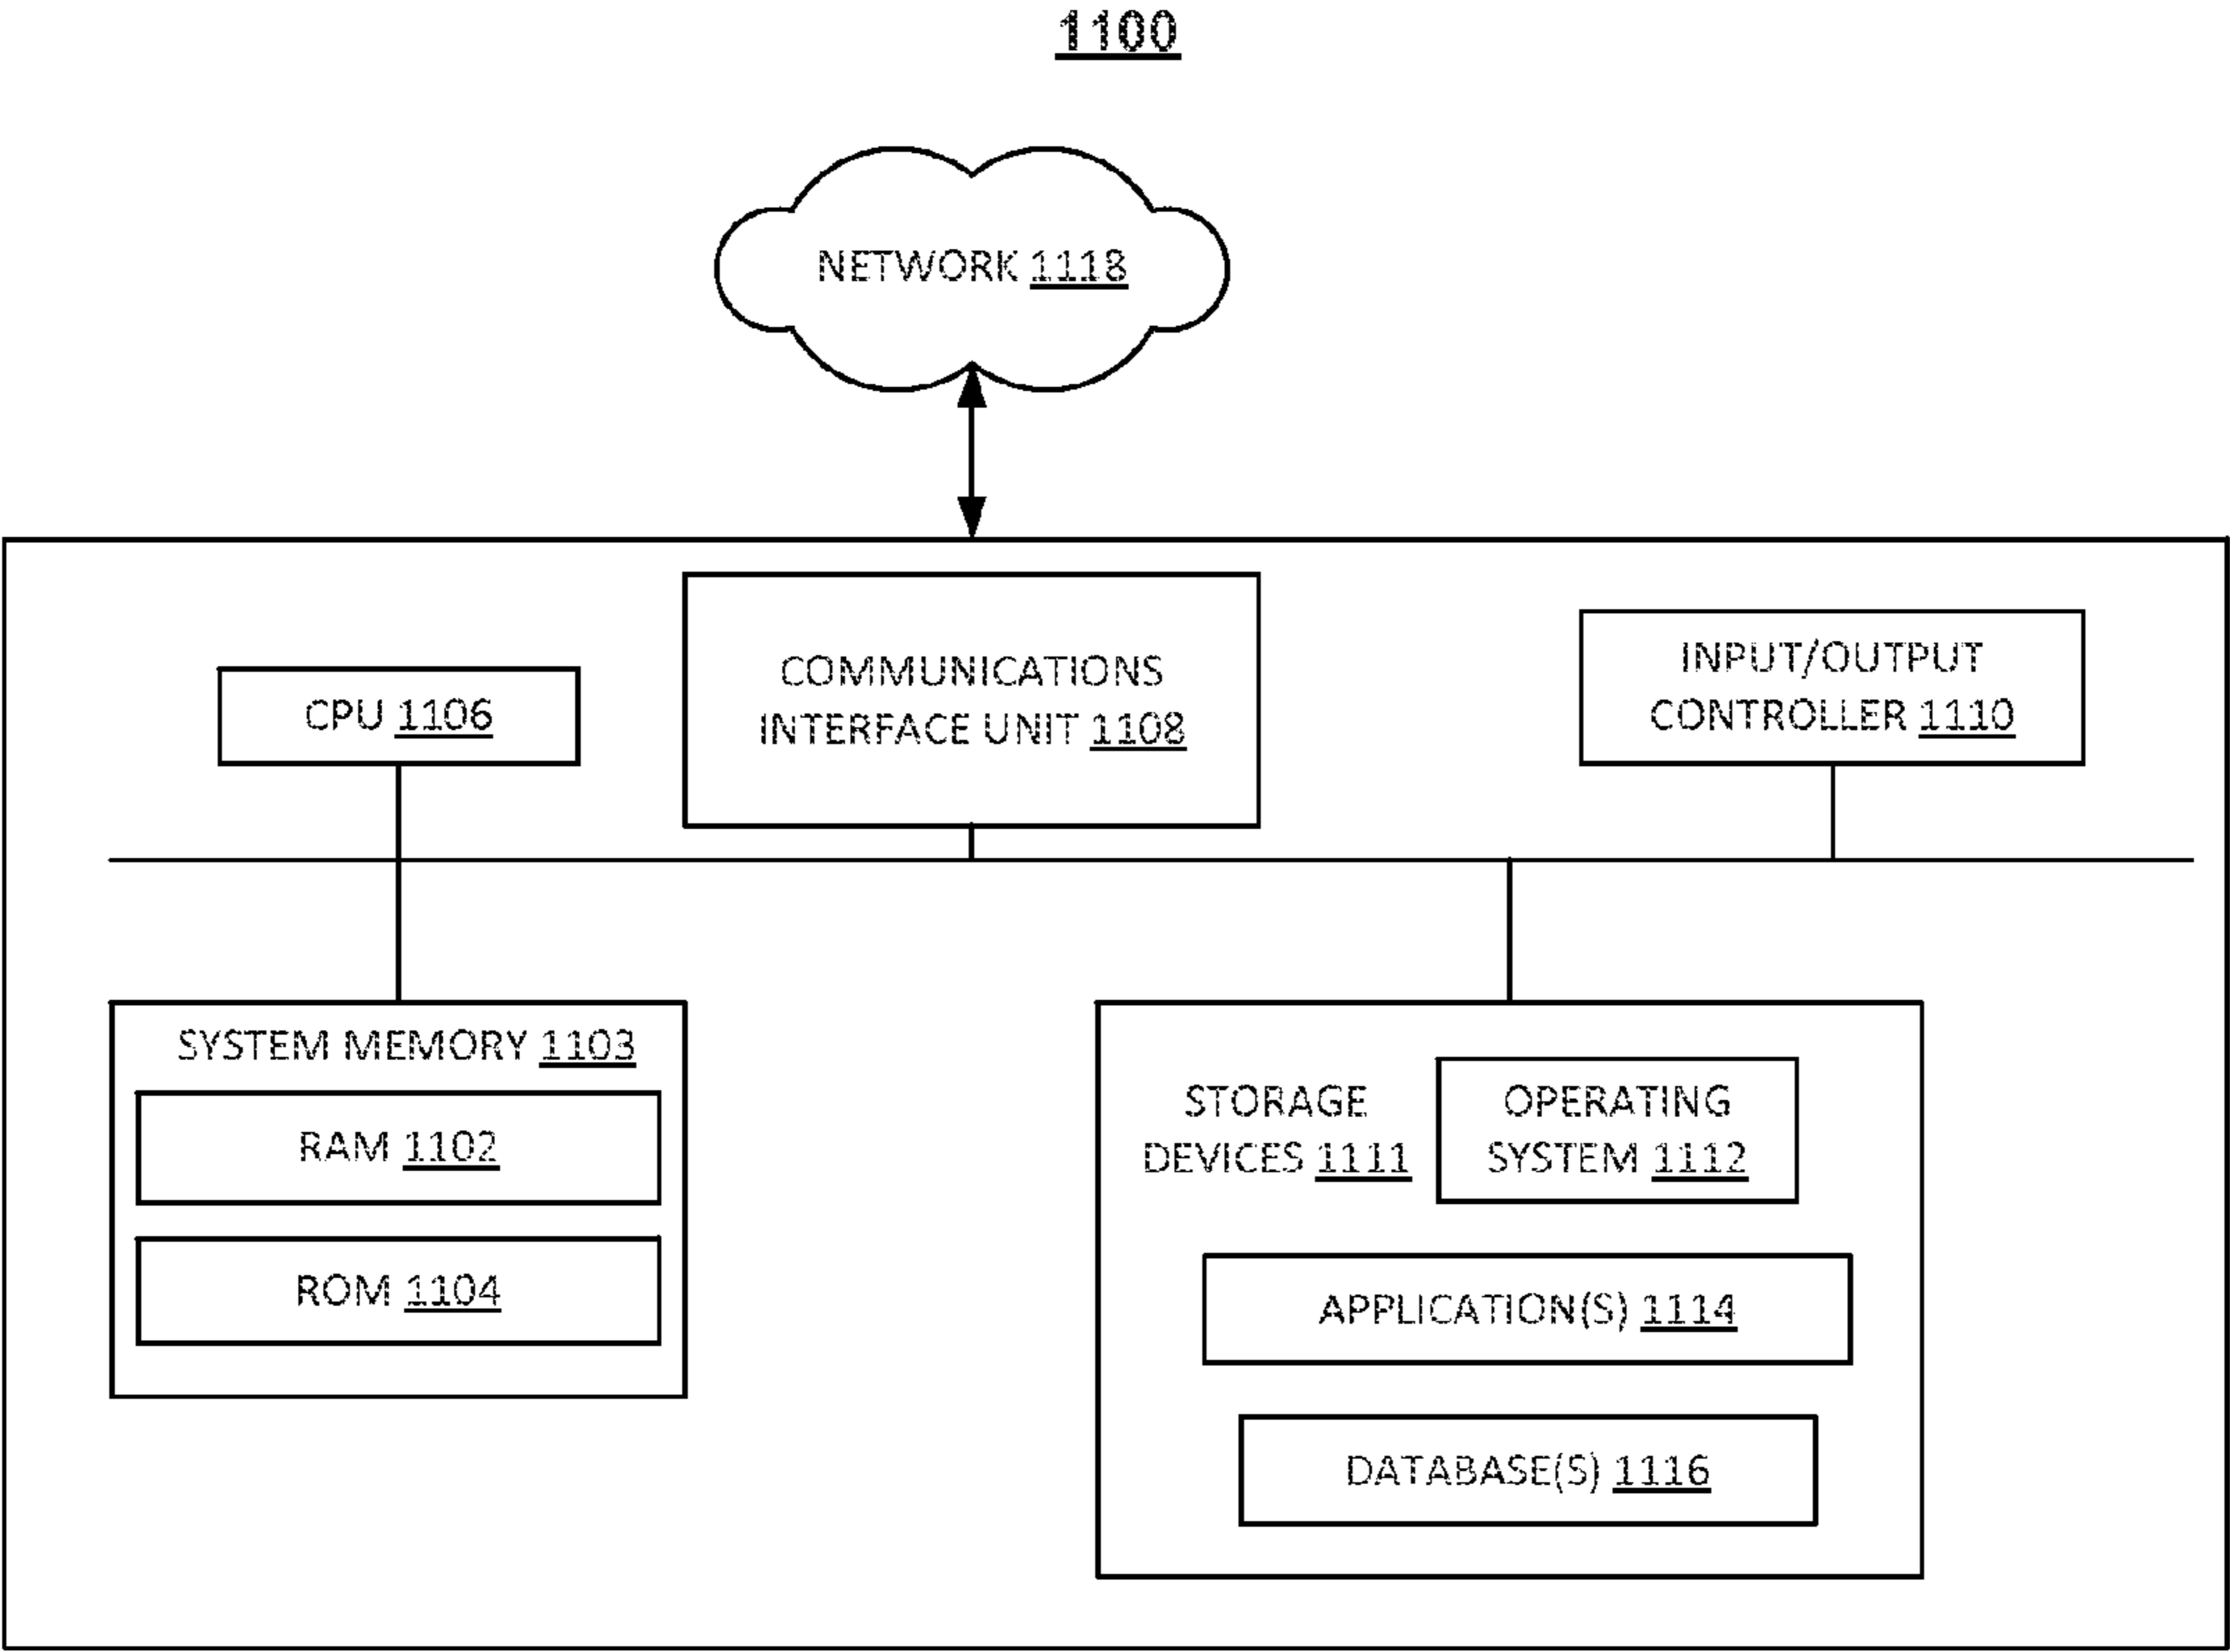 1100
NETWORK 1118
COMMUNICATIONS
INTERFACE UNIT 1108
INPUT/OUTPUT
CONTROLLER 1110
CPU 1106
SYSTEM MEMORY 1103
RAM 1102
ROM 1104
STORAGE
DEVICES 1111
OPERATING
SYSTEM 1112
APPLICATION(S) 1114
DATABASE(S) 1116